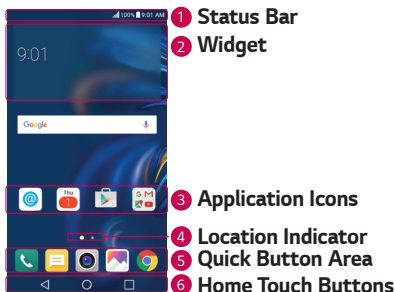 100% 9:01 AM
1 Status Bar
2 Widget
9:01
Google
Thu
1
G M
3 Application Icons
4 Location Indicator
5 Quick Button Area
6 Home Touch Buttons